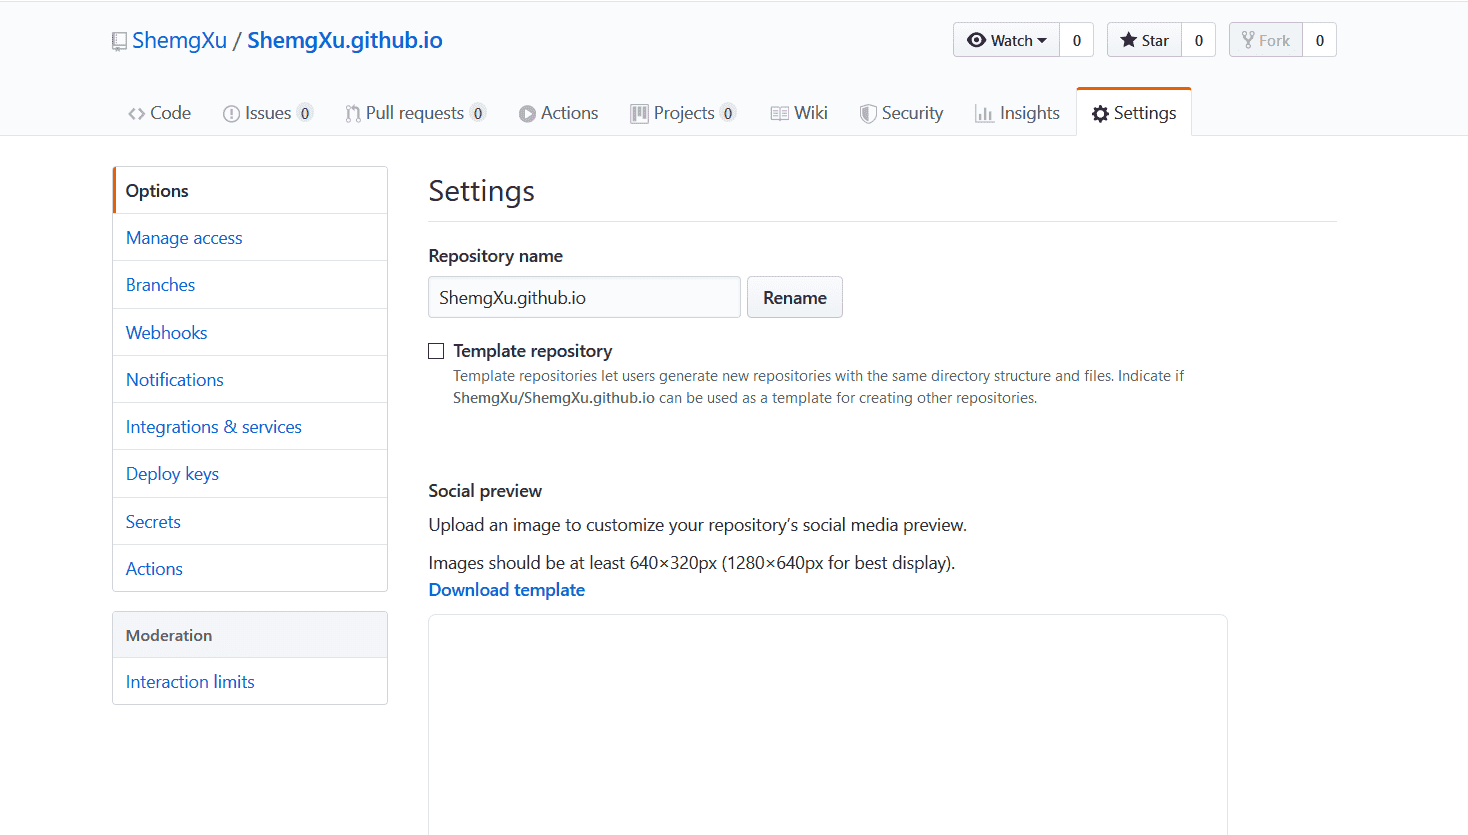 ShemgXu / ShemgXu.github.io
Watch 0 Star 0 Fork 0
Code Issues 0 Pull requests 0 Actions Projects 0 Wiki Security Insights Settings
Options
Manage access
Branches
Webhooks
Notifications
Integrations & services
Deploy keys
Secrets
Actions
Moderation
Interaction limits
Settings
Repository name
ShemgXu.github.io Rename
Template repository
Template repositories let users generate new repositories with the same directory structure and files. Indicate if
ShemgXu/ShemgXu.github.io can be used as a template for creating other repositories.
Social preview
Upload an image to customize your repository’s social media preview.
Images should be at least 640×320px (1280×640px for best display).
Download template